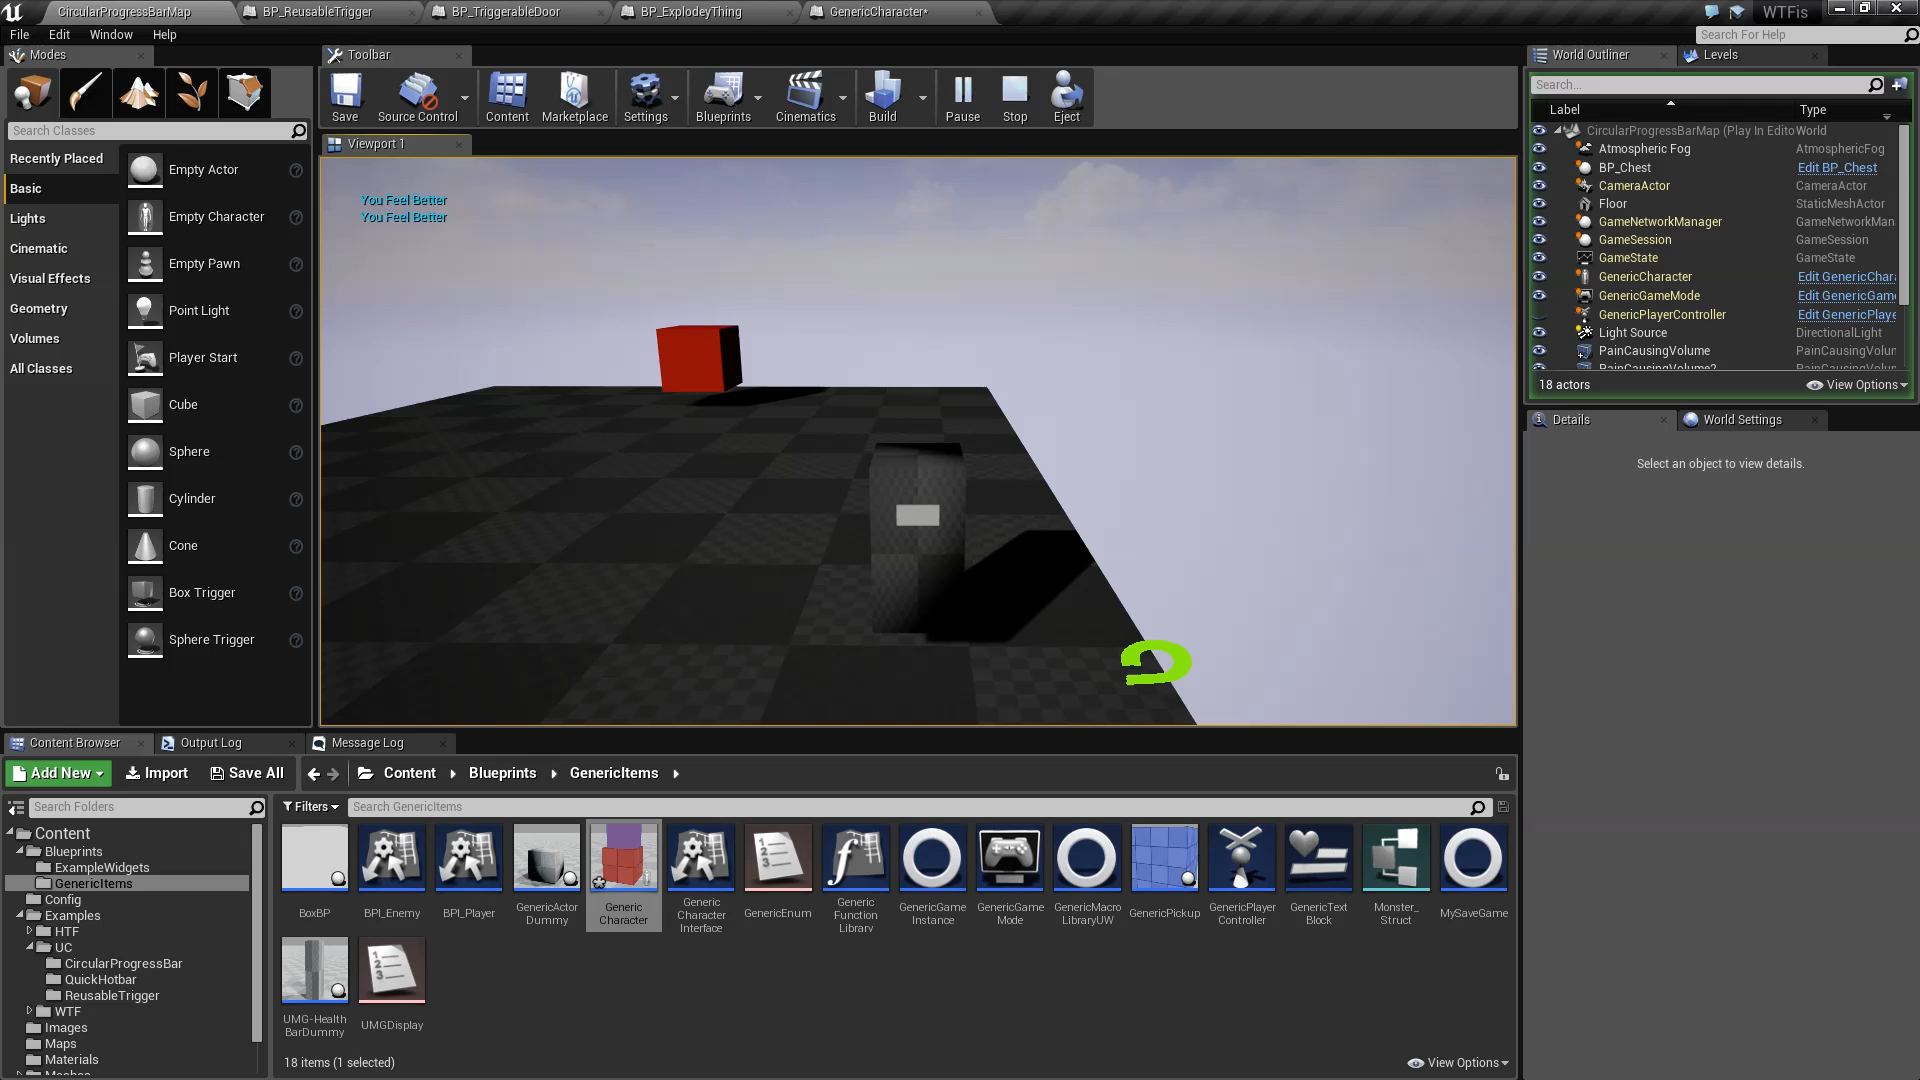 CircularProgressBarMap
BP_ReusableTrigger
BP_TriggerableDoor
BP_ExplodeyThing
GenericCharacter*
WTFis
File
Edit
Window
Help
Search For Help
Modes
Toolbar
World Outliner
Levels
Search Classes
Save
Source Control
Content
Marketplace
Settings
Blueprints
Cinematics
Build
Pause
Stop
Eject
Viewport 1
Recently Placed
Basic
Lights
Cinematic
Visual Effects
Geometry
Volumes
All Classes
Empty Actor
Empty Character
Empty Pawn
Point Light
Player Start
Cube
Sphere
Cylinder
Cone
Box Trigger
Sphere Trigger
You Feel Better
You Feel Better
Search...
Label
Type
CircularProgressBarMap (Play In Edito World
Atmospheric Fog AtmosphericFog
BP_Chest Edit BP_Chest
CameraActor CameraActor
Floor StaticMeshActor
GameNetworkManager GameNetworkMan
GameSession GameSession
GameState GameState
GenericCharacter Edit GenericChar
GenericGameMode Edit GenericGame
GenericPlayerController Edit GenericPlaye
Light Source DirectionalLight
PainCausingVolume PainCausingVolun
PainCausingVolume2
18 actors
View Options
Details
World Settings
Select an object to view details.
Content Browser
Output Log
Message Log
Add New
Import
Save All
Content
Blueprints
GenericItems
Search Folders
Filters
Search GenericItems
Content
Blueprints
ExampleWidgets
GenericItems
Config
Examples
HTF
UC
CircularProgressBar
QuickHotbar
ReusableTrigger
WTF
Images
Maps
Materials
BoxBP
BPI_Enemy
BPI_Player
GenericActor
Dummy
Generic
Character
Generic
Character
Interface
GenericEnum
Generic
Function
Library
GenericGame
Instance
GenericGame
Mode
GenericMacro
LibraryUW
GenericPickup
GenericPlayer
Controller
GenericText
Block
Monster_
Struct
MySaveGame
UMG-Health
BarDummy
UMGDisplay
18 items (1 selected)
View Options